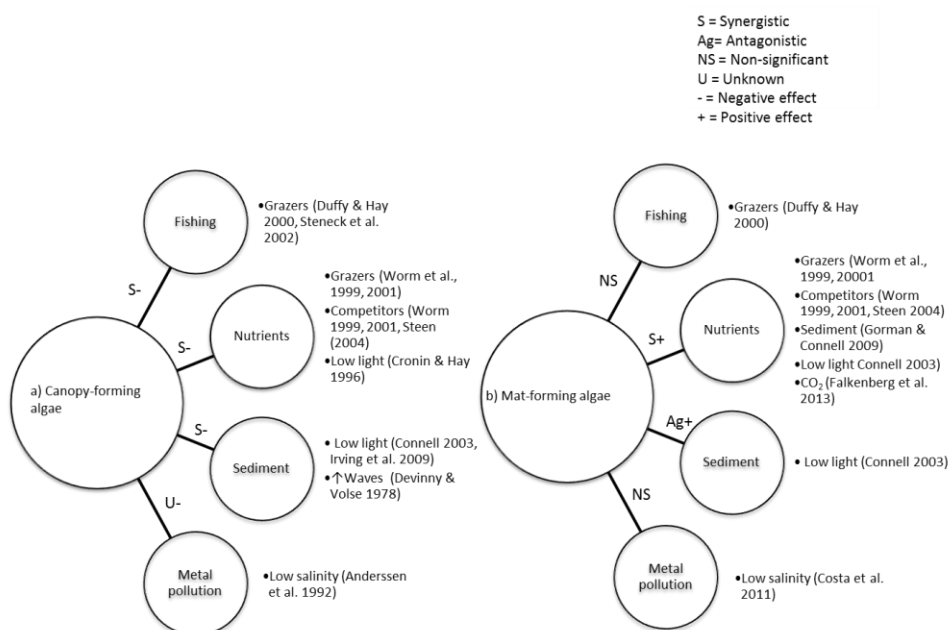 S = Synergistic
Ag= Antagonistic
NS = Non-significant
U = Unknown
- = Negative effect
+ = Positive effect
a) Canopy-forming
algae
S-
Fishing
•Grazers (Duffy & Hay
2000, Steneck et al.
2002)
S-
Nutrients
•Grazers (Worm et al.,
1999, 2001)
•Competitors (Worm
1999, 2001, Steen
(2004)
•Low light (Cronin & Hay
1996)
S-
Sediment
•Low light (Connell 2003,
Irving et al. 2009)
•↑Waves (Devinny &
Volse 1978)
U-
Metal
pollution
•Low salinity (Anderssen
et al. 1992)
b) Mat-forming algae
NS
Fishing
•Grazers (Duffy & Hay
2000)
S+
Nutrients
•Grazers (Worm et al.,
1999, 20001
•Competitors (Worm
1999, 2001, Steen 2004)
•Sediment (Gorman &
Connell 2009)
•Low light Connell 2003)
•CO₂ (Falkenberg et al.
2013)
Ag+
Sediment
• Low light (Connell 2003)
NS
Metal
pollution
•Low salinity (Costa et al.
2011)